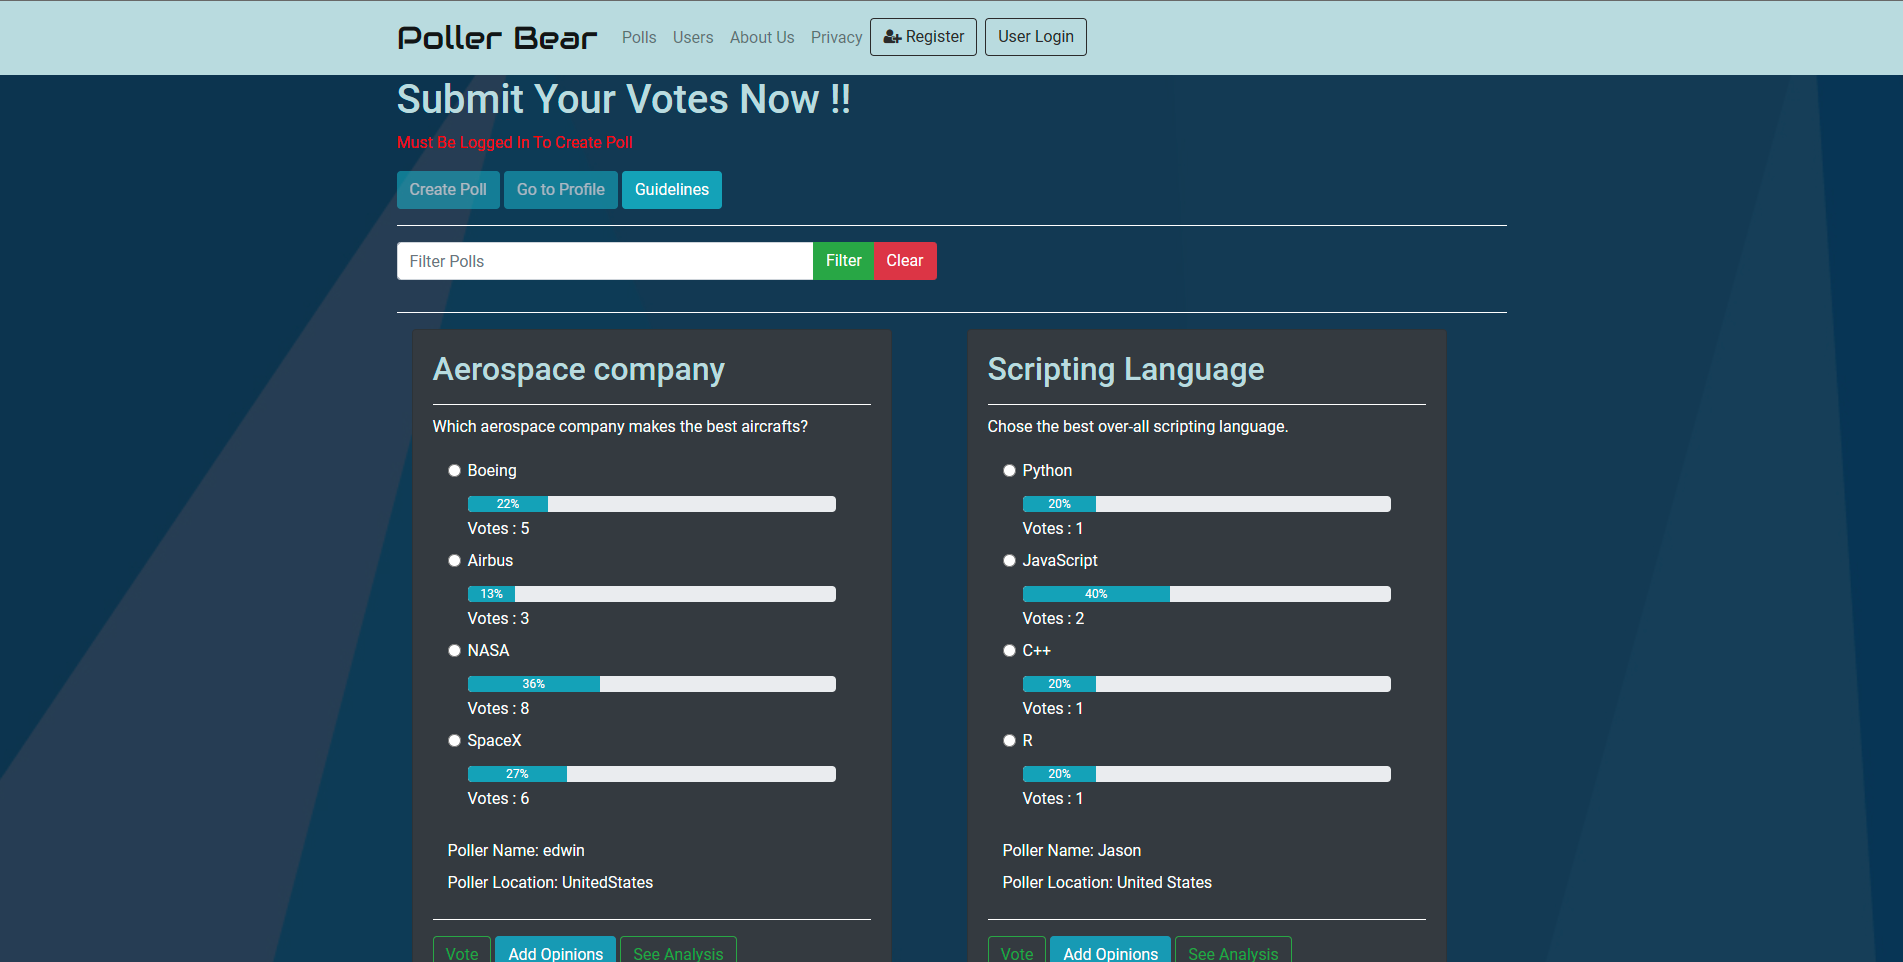 Poller Bear Polls Users About Us Privacy Register User Login
Submit Your Votes Now !!
Must Be Logged In To Create Poll
Create Poll Go to Profile Guidelines
Filter Polls Filter Clear
Aerospace company
Which aerospace company makes the best aircrafts?
Boeing
22%
Votes : 5
Airbus
13%
Votes : 3
NASA
36%
Votes : 8
SpaceX
27%
Votes : 6
Poller Name: edwin
Poller Location: UnitedStates
Vote Add Opinions See Analysis
Scripting Language
Chose the best over-all scripting language.
Python
20%
Votes : 1
JavaScript
40%
Votes : 2
C++
20%
Votes : 1
R
20%
Votes : 1
Poller Name: Jason
Poller Location: United States
Vote Add Opinions See Analysis